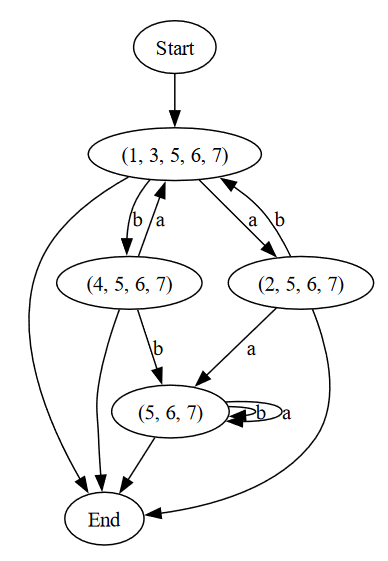 Start
(1, 3, 5, 6, 7)
b a a b
(4, 5, 6, 7) (2, 5, 6, 7)
b a
(5, 6, 7) b a
End